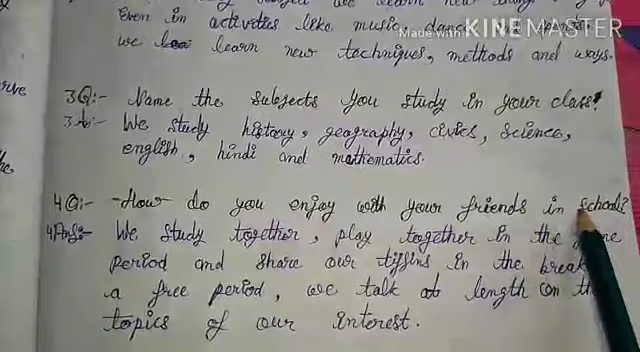 Even in activities like music, dance
Made with KINEMASTER
we learn new techniques, methods and ways.
3Q:- Name the subjects you study in your class?
3A:- We study history, geography, civics, science,
english, hindi and mathematics.
4Q:- How do you enjoy with your friends in school?
4Ans:- We study together, play together in the
period and share our tiffins in the break
a free period, we talk at length on
topics of our interest.